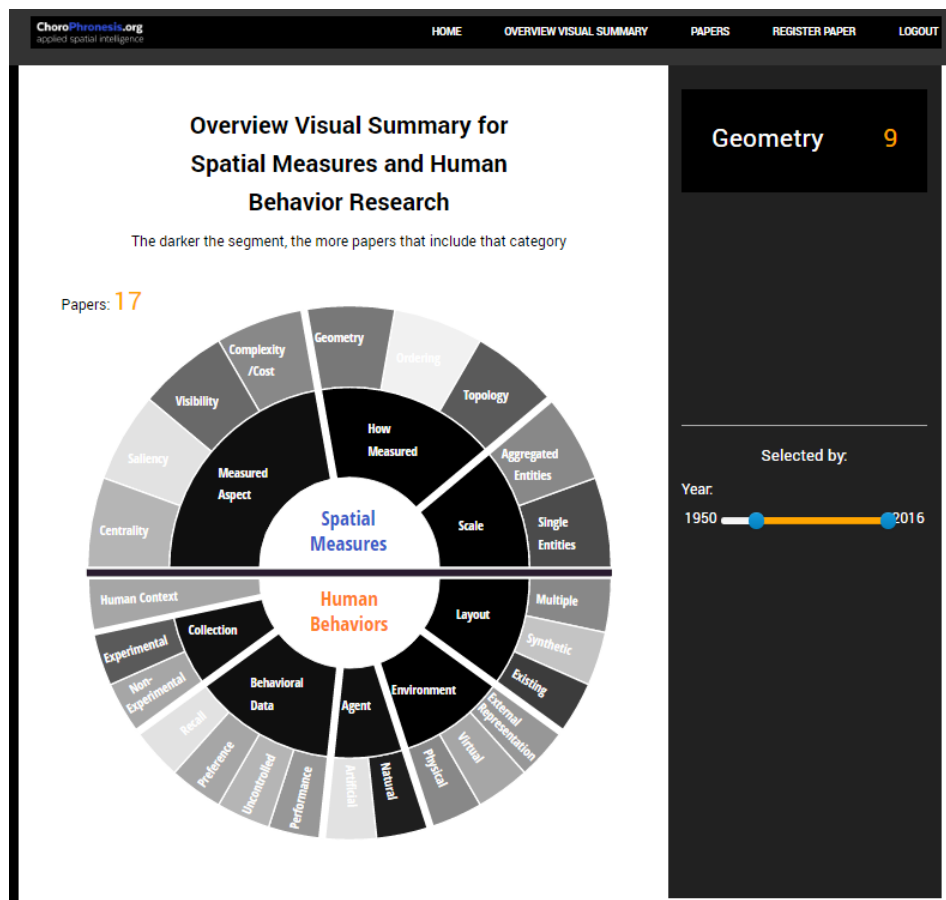 ChoroPhronesis.org
applied spatial intelligence
HOME OVERVIEW VISUAL SUMMARY PAPERS REGISTER PAPER LOGOUT
Overview Visual Summary for
Spatial Measures and Human
Behavior Research
The darker the segment, the more papers that include that category
Papers: 17
Geometry 9
Selected by:
Year:
1950 2016
Complexity
/Cost
Geometry
Ordering
Topology
Visibility
Saliency
Centrality
Measured
Aspect
How
Measured
Scale
Aggregated
Entities
Single
Entities
Spatial
Measures
Human
Behaviors
Human Context
Collection
Experimental
Non-
Experimental
Behavioral
Data
Recall
Preference
Uncontrolled
Performance
Agent
Artificial
Natural
Environment
Physical
Virtual
External
Representation
Layout
Multiple
Synthetic
Existing